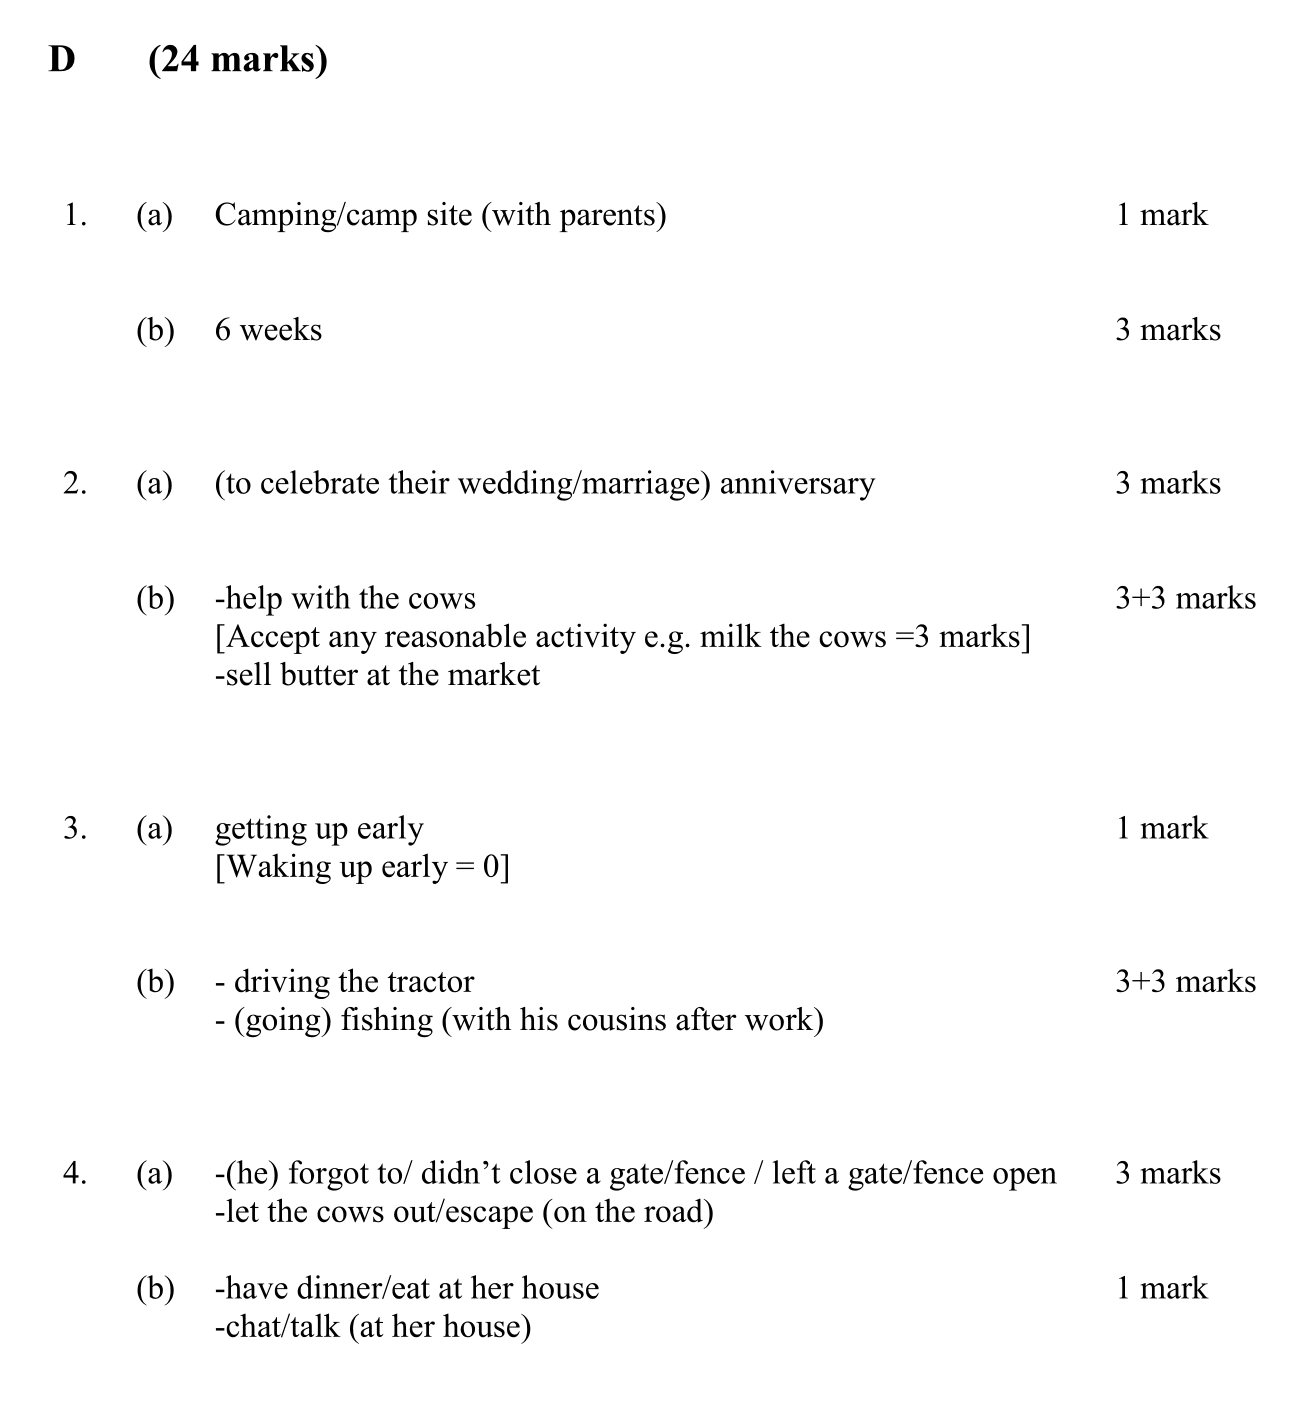 D (24 marks)
1. (a) Camping/camp site (with parents) 1 mark
(b) 6 weeks 3 marks
2. (a) (to celebrate their wedding/marriage) anniversary 3 marks
(b) -help with the cows 3+3 marks
[Accept any reasonable activity e.g. milk the cows =3 marks]
-sell butter at the market
3. (a) getting up early 1 mark
[Waking up early = 0]
(b) - driving the tractor 3+3 marks
- (going) fishing (with his cousins after work)
4. (a) -(he) forgot to/ didn’t close a gate/fence / left a gate/fence open 3 marks
-let the cows out/escape (on the road)
(b) -have dinner/eat at her house 1 mark
-chat/talk (at her house)